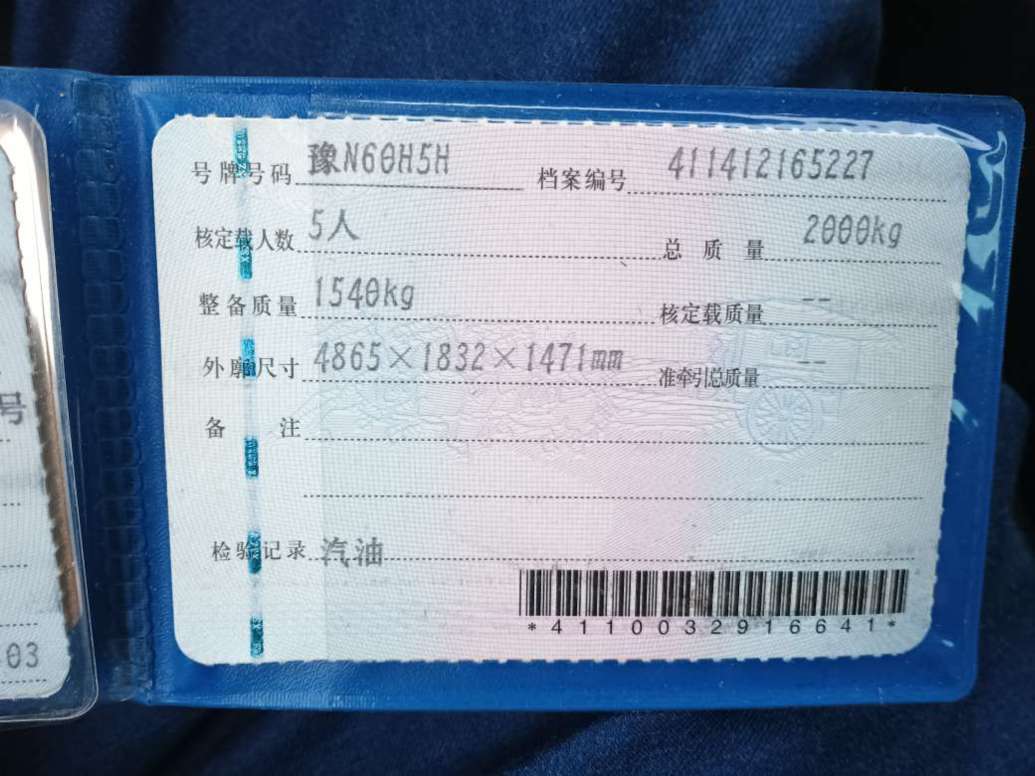 号牌号码 豫N60H5H 档案编号 411412165227
核定载人数 5人 总质量 2000kg
整备质量 1540kg 核定载质量 --
外廓尺寸 4865×1832×1471mm 准牵引总质量 --
备注
检验记录 汽油
*4110032916641*
号
03